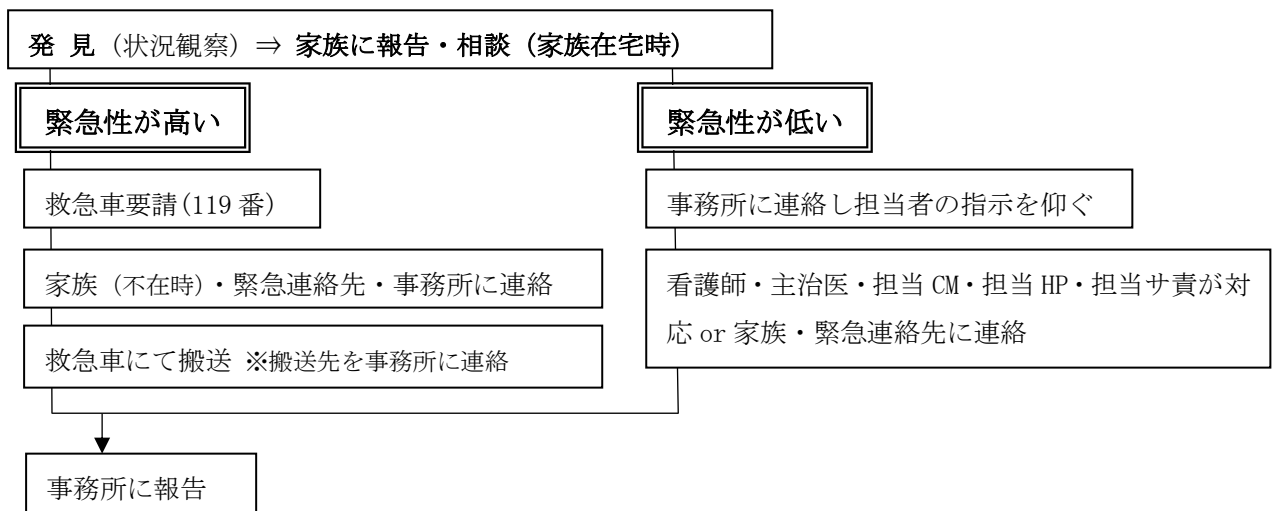 発 見 (状況観察) ⇒ 家族に報告・相談 (家族在宅時)
緊急性が高い
救急車要請(119 番)
家族 (不在時)・緊急連絡先・事務所に連絡
救急車にて搬送 ※搬送先を事務所に連絡
緊急性が低い
事務所に連絡し担当者の指示を仰ぐ
看護師・主治医・担当 CM・担当 HP・担当サ責が対
応 or 家族・緊急連絡先に連絡
事務所に報告